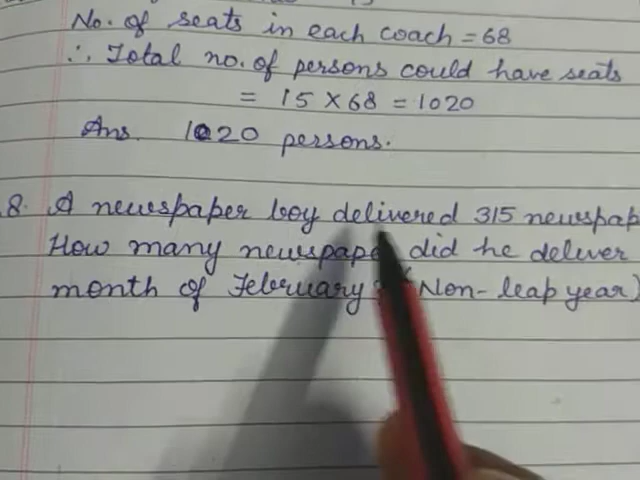 No. of seats in each coach = 68
∴ Total no. of persons could have seats
= 15 × 68 = 1020
Ans. 1020 persons.
8. A newspaper boy delivered 315 newspap
How many newspape did he deliver
month of February (Non-leap year)